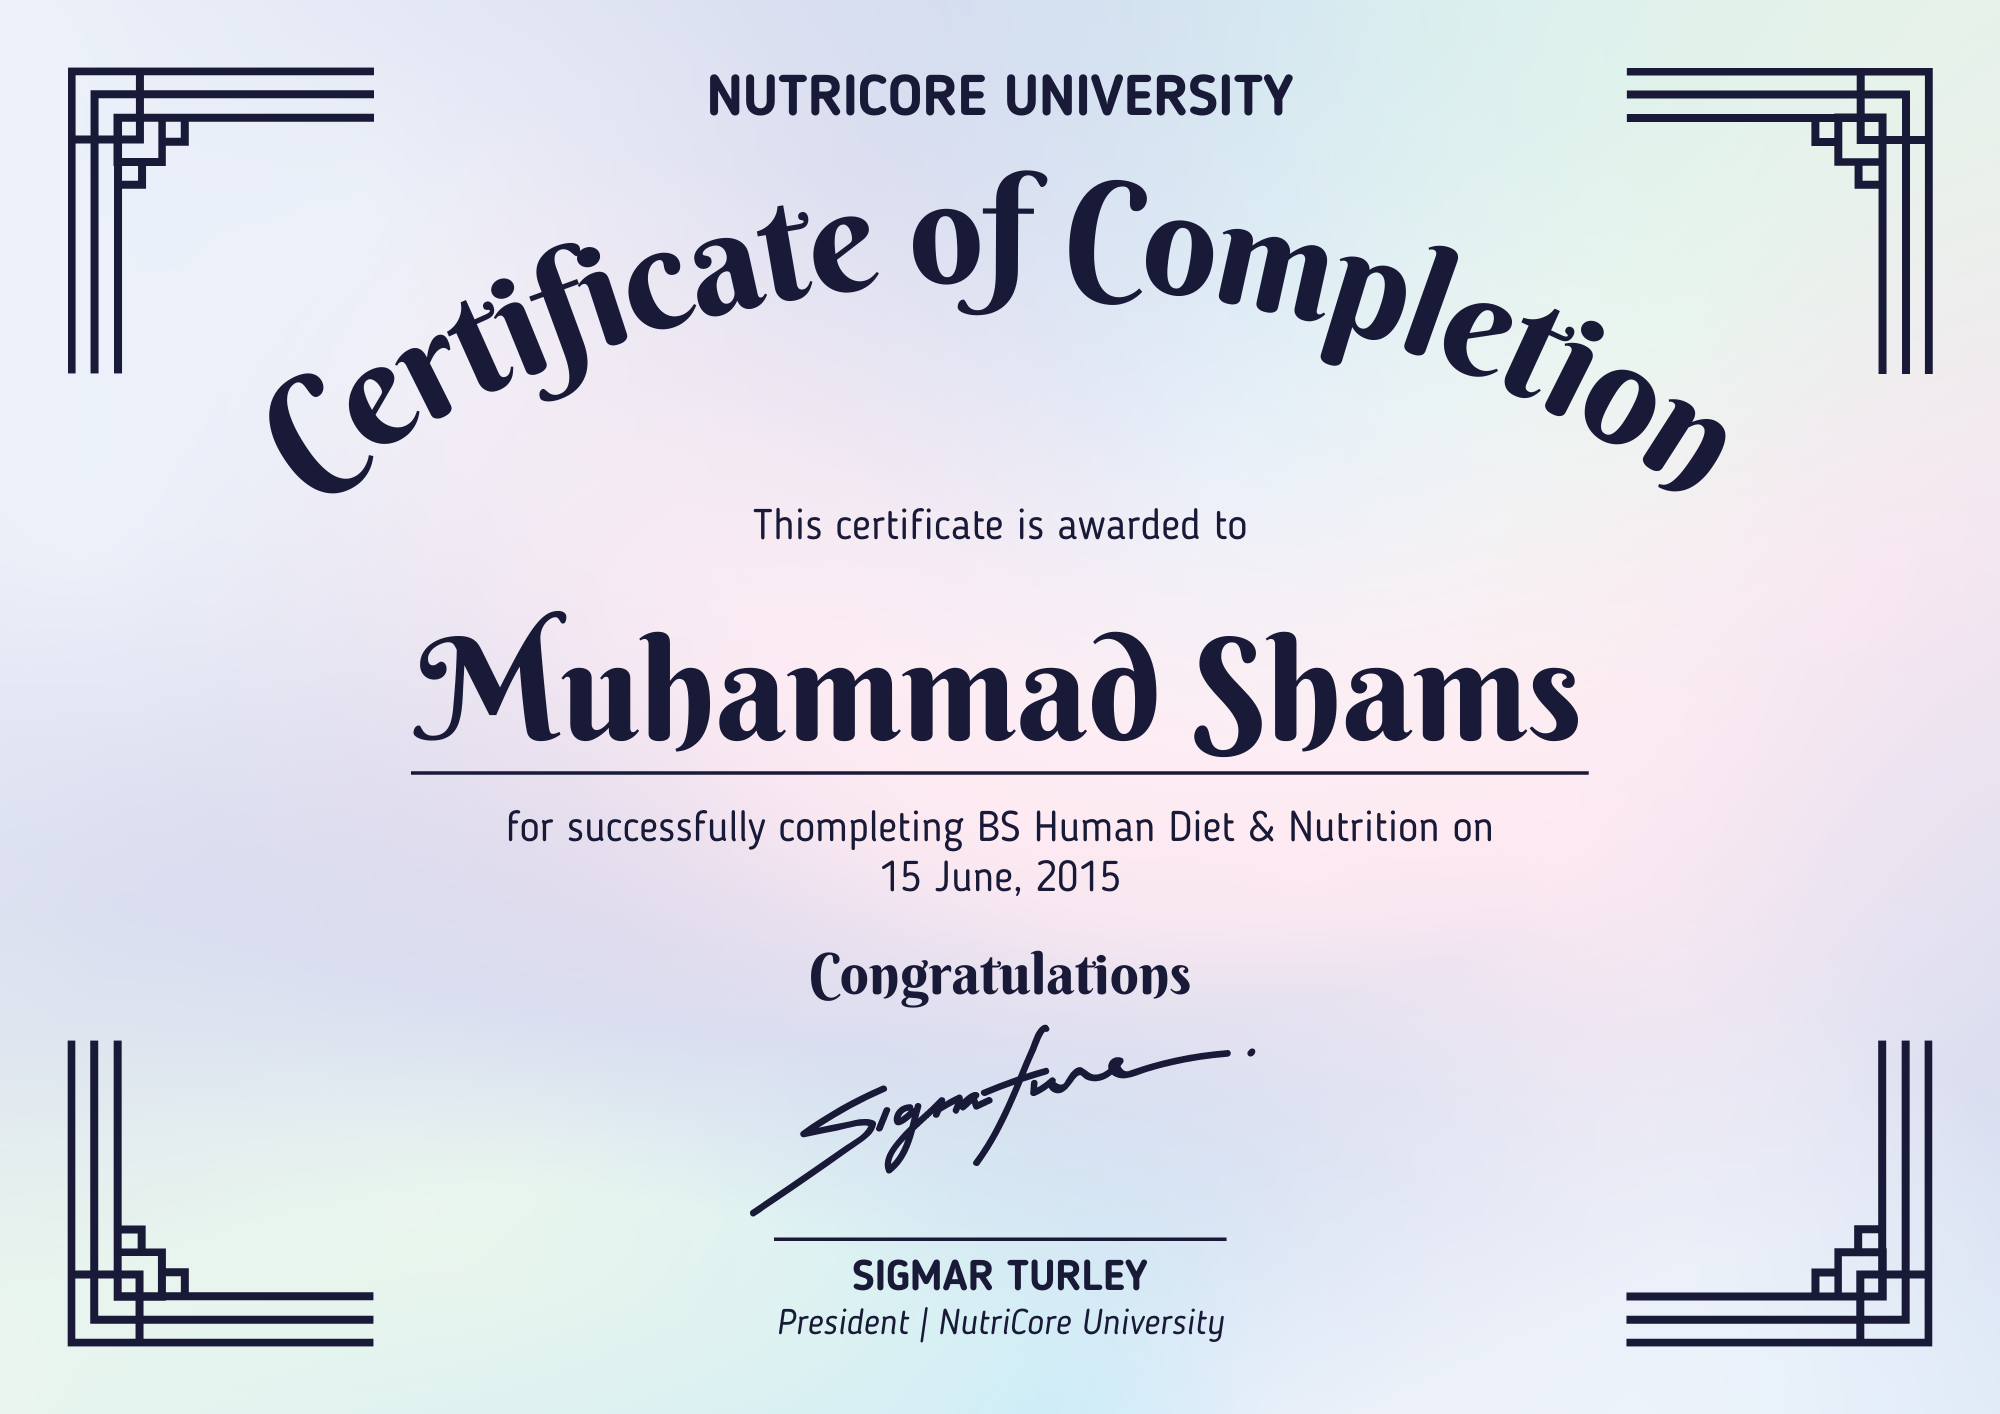 NUTRICORE UNIVERSITY
Certificate of Completion
This certificate is awarded to
Muhammad Shams
for successfully completing BS Human Diet & Nutrition on
15 June, 2015
Congratulations
Signature.
SIGMAR TURLEY
President | NutriCore University